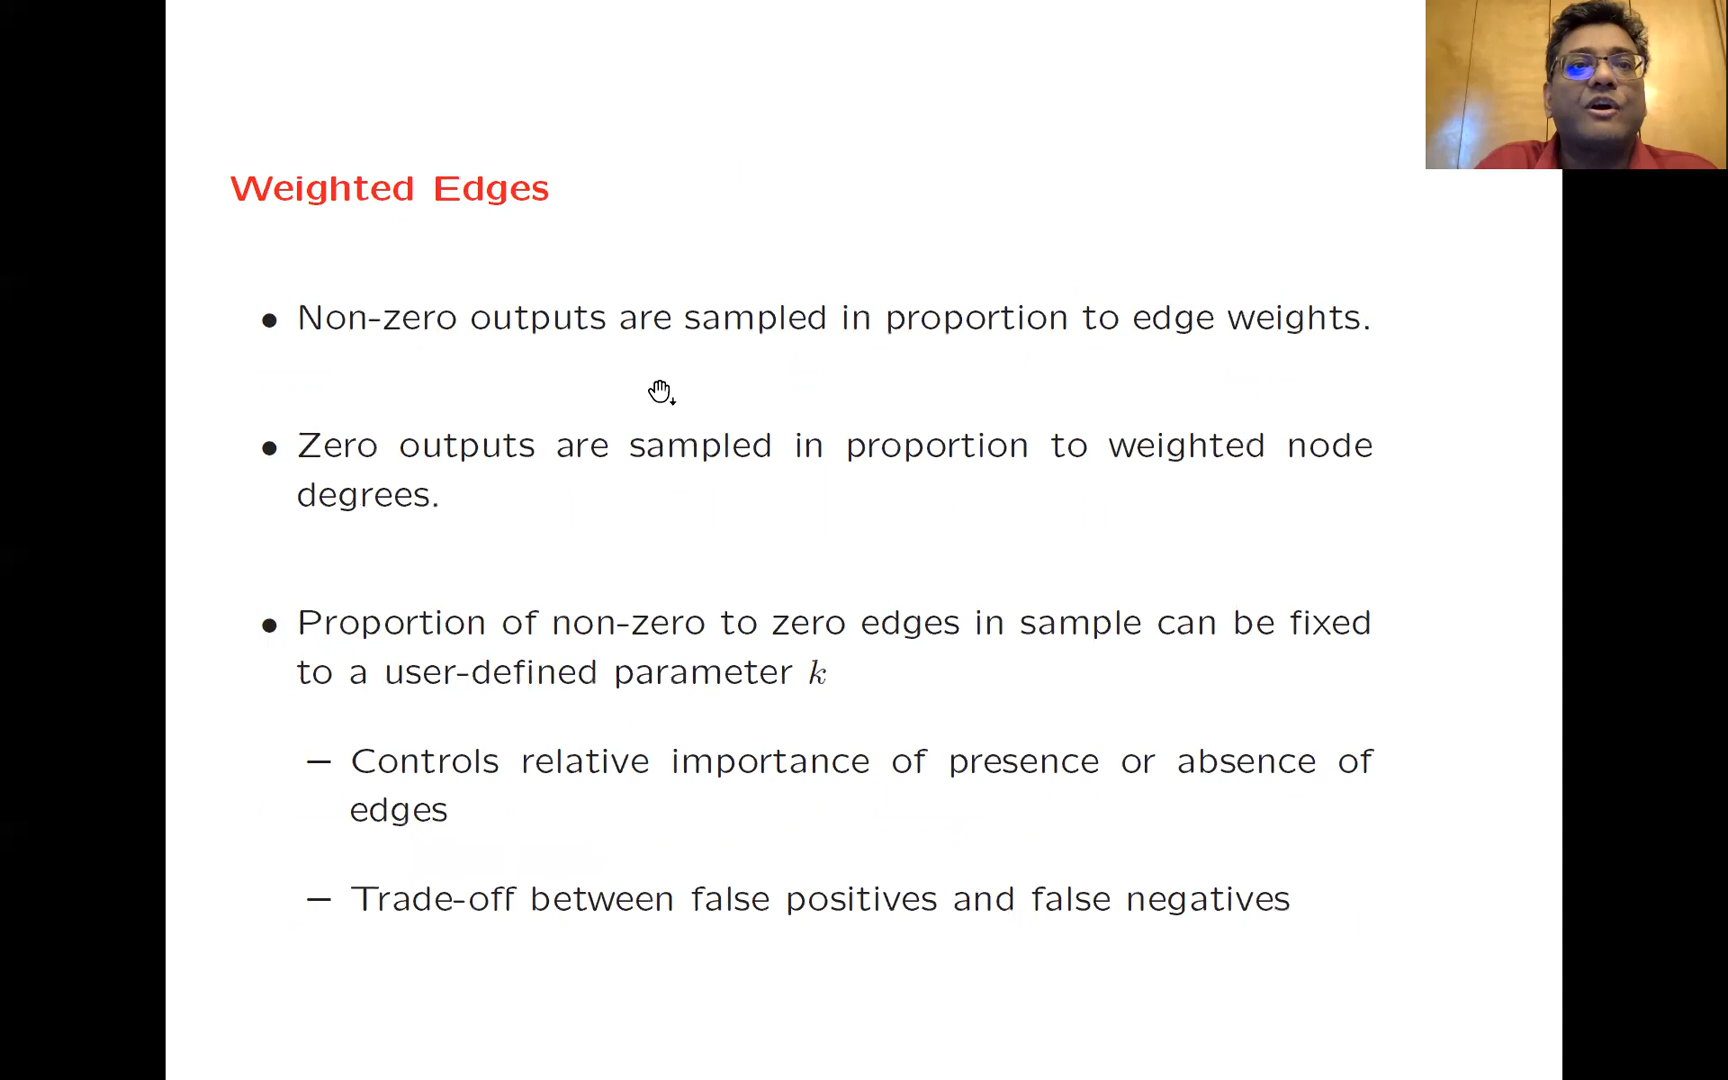 Weighted Edges
• Non-zero outputs are sampled in proportion to edge weights.
• Zero outputs are sampled in proportion to weighted node
degrees.
• Proportion of non-zero to zero edges in sample can be fixed
to a user-defined parameter k
– Controls relative importance of presence or absence of
edges
– Trade-off between false positives and false negatives